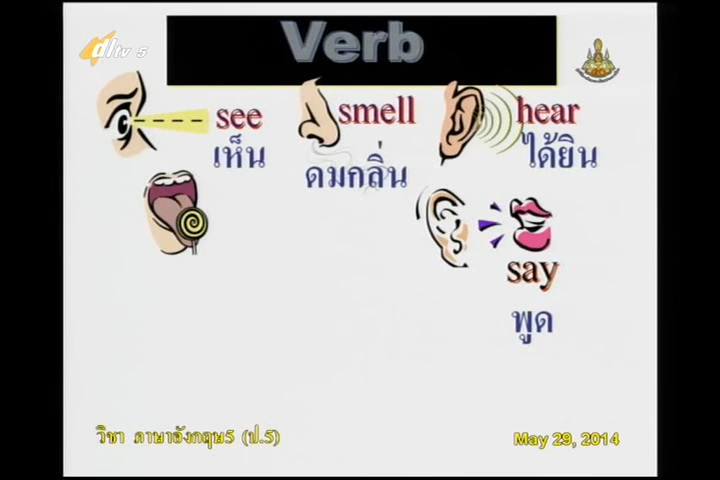 dltv 5
Verb
see
เห็น
smell
ดมกลิ่น
hear
ได้ยิน
say
พูด
วิชา ภาษาอังกฤษ5 (ป.5)
May 29, 2014